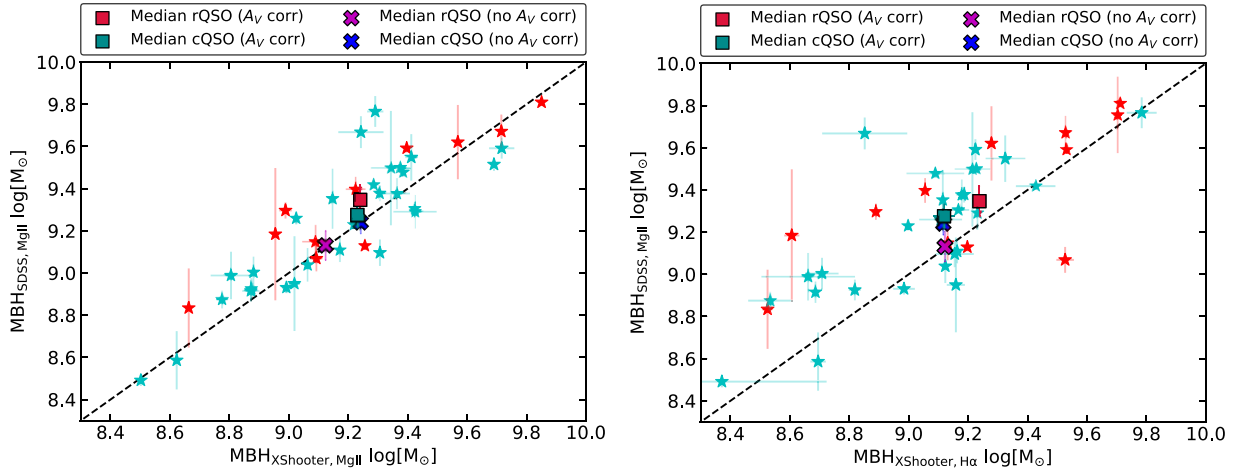 Median rQSO (A_V corr) Median rQSO (no A_V corr)
Median cQSO (A_V corr) Median cQSO (no A_V corr)
10.0
9.8
9.6
9.4
9.2
9.0
8.8
8.6
8.4
MBH_SDSS, MgII log[M_⊙]
8.4 8.6 8.8 9.0 9.2 9.4 9.6 9.8 10.0
MBH_XShooter, MgII log[M_⊙]
Median rQSO (A_V corr) Median rQSO (no A_V corr)
Median cQSO (A_V corr) Median cQSO (no A_V corr)
10.0
9.8
9.6
9.4
9.2
9.0
8.8
8.6
8.4
MBH_SDSS, MgII log[M_⊙]
8.4 8.6 8.8 9.0 9.2 9.4 9.6 9.8 10.0
MBH_XShooter, Hα log[M_⊙]